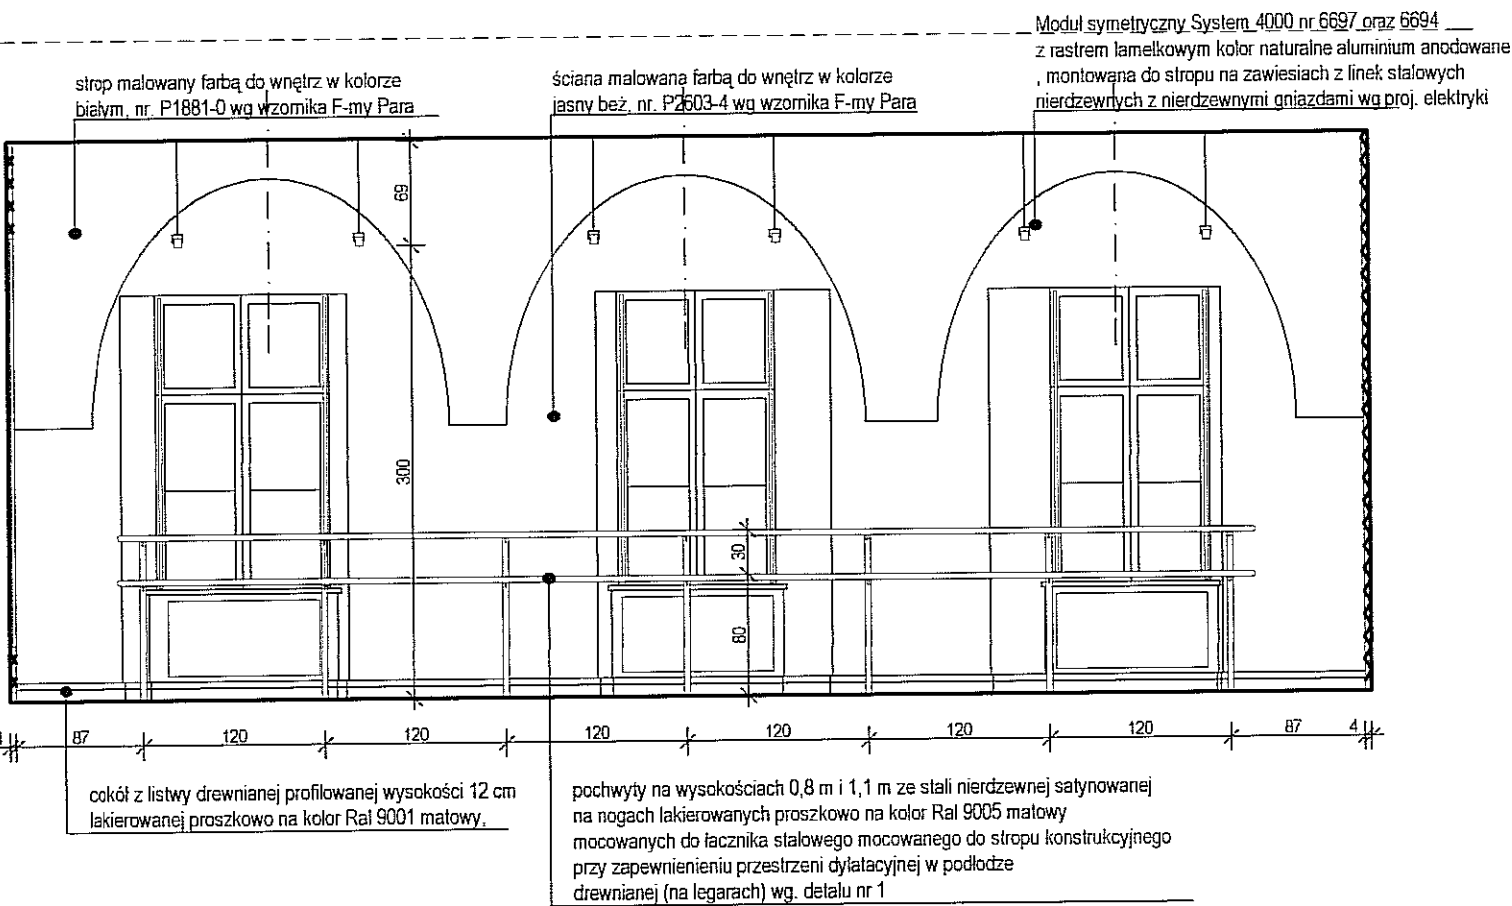 Moduł symetryczny System 4000 nr 6697 oraz 6694
z rastrem lamelkowym kolor naturalne aluminium anodowane
, montowana do stropu na zawiesiach z linek stalowych
nierdzewnych z nierdzewnymi gniazdami wg proj. elektryki
strop malowany farbą do wnętrz w kolorze
białym, nr. P1881-0 wg wzornika F-my Para
ściana malowana farbą do wnętrz w kolorze
jasny beż, nr. P2603-4 wg wzornika F-my Para
69
300
30
80
87
120
120
120
120
120
120
87
4
cokół z listwy drewnianej profilowanej wysokości 12 cm
lakierowanej proszkowo na kolor Ral 9001 matowy.
pochwyty na wysokościach 0,8 m i 1,1 m ze stali nierdzewnej satynowanej
na nogach lakierowanych proszkowo na kolor Ral 9005 matowy
mocowanych do łacznika stalowego mocowanego do stropu konstrukcyjnego
przy zapewnienieniu przestrzeni dylatacyjnej w podłodze
drewnianej (na legarach) wg. detalu nr 1